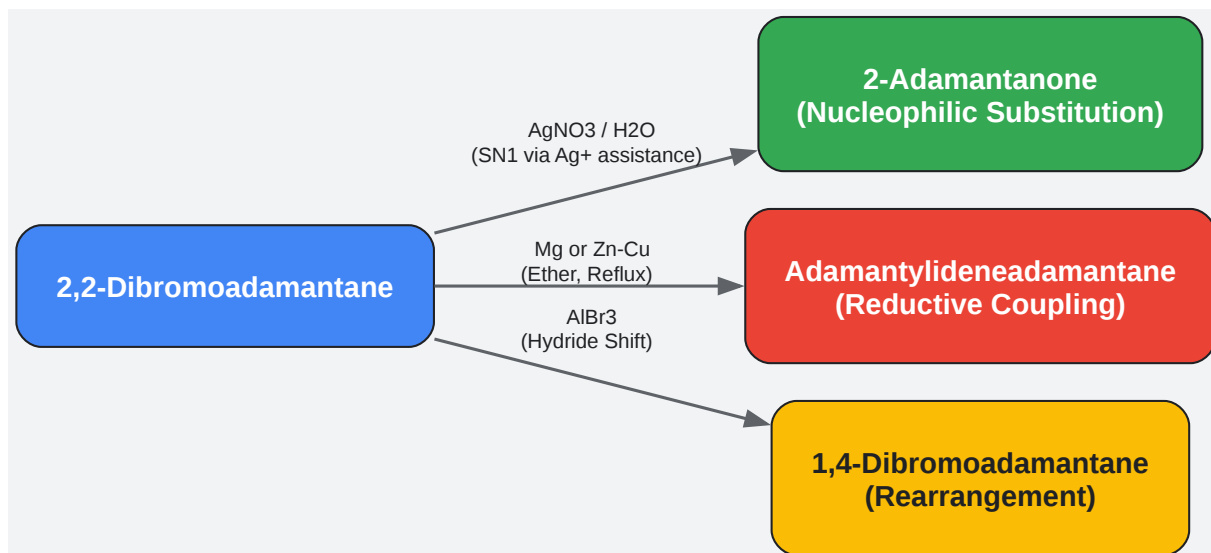 2-Adamantanone
(Nucleophilic Substitution)
AgNO3 / H2O
(SN1 via Ag+ assistance)
2,2-Dibromoadamantane
Mg or Zn-Cu
(Ether, Reflux)
Adamantylideneadamantane
(Reductive Coupling)
AlBr3
(Hydride Shift)
1,4-Dibromoadamantane
(Rearrangement)